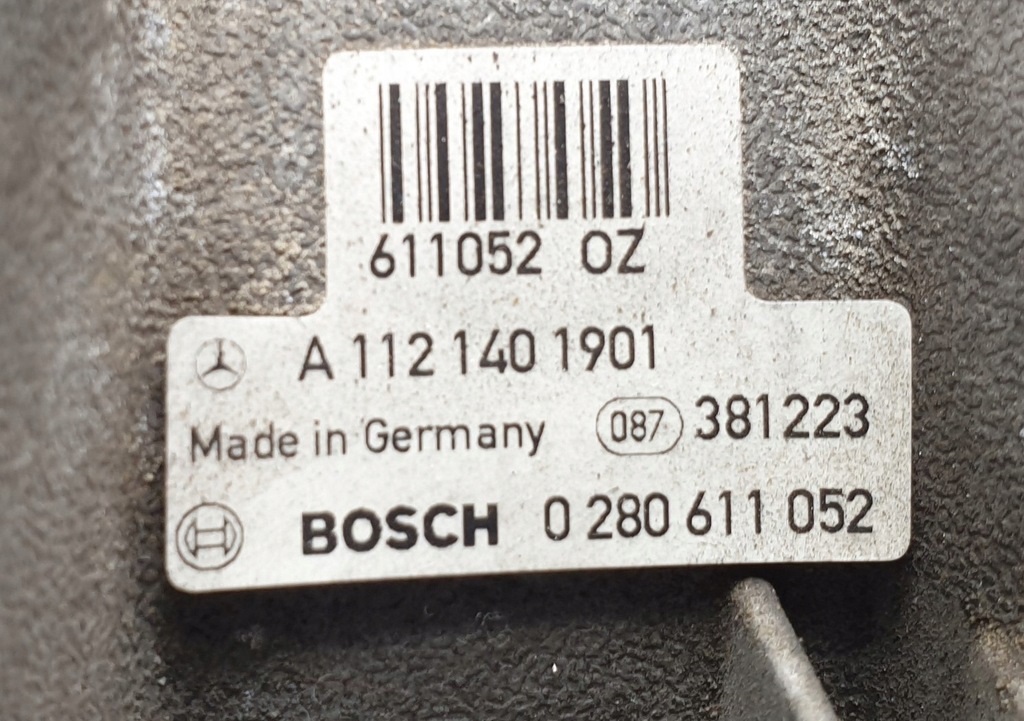 611052 OZ
A 112 140 1901
Made in Germany 087 381223
BOSCH 0 280 611 052